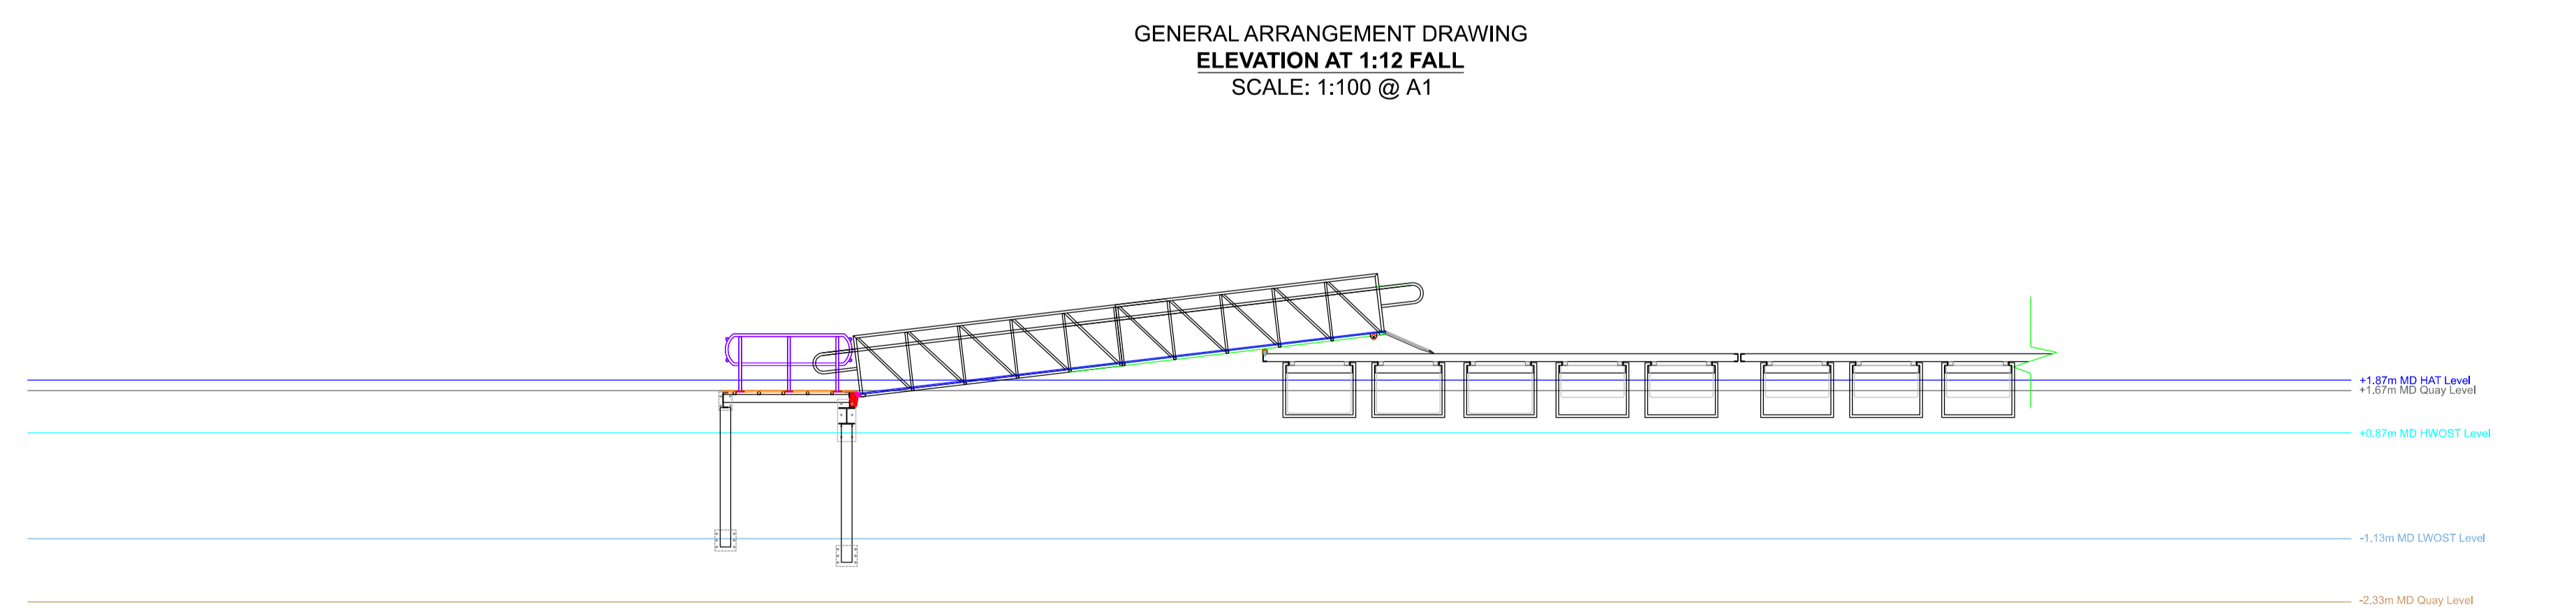 GENERAL ARRANGEMENT DRAWING
ELEVATION AT 1:12 FALL
SCALE: 1:100 @ A1
+1.87m MD HAT Level
+1.67m MD Quay Level
+0.87m MD HWOST Level
-1.13m MD LWOST Level
-2.33m MD Quay Level